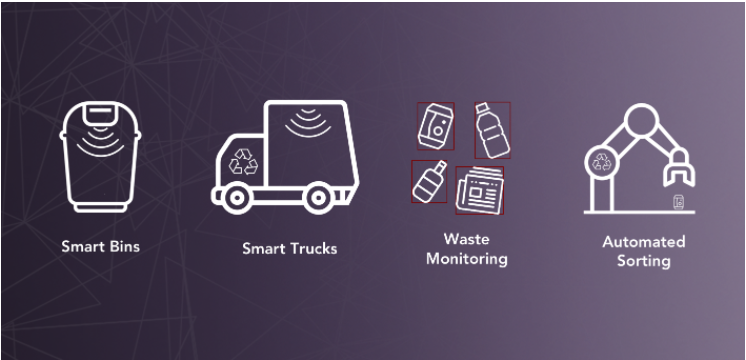 Smart Bins
Smart Trucks
Waste
Monitoring
Automated
Sorting